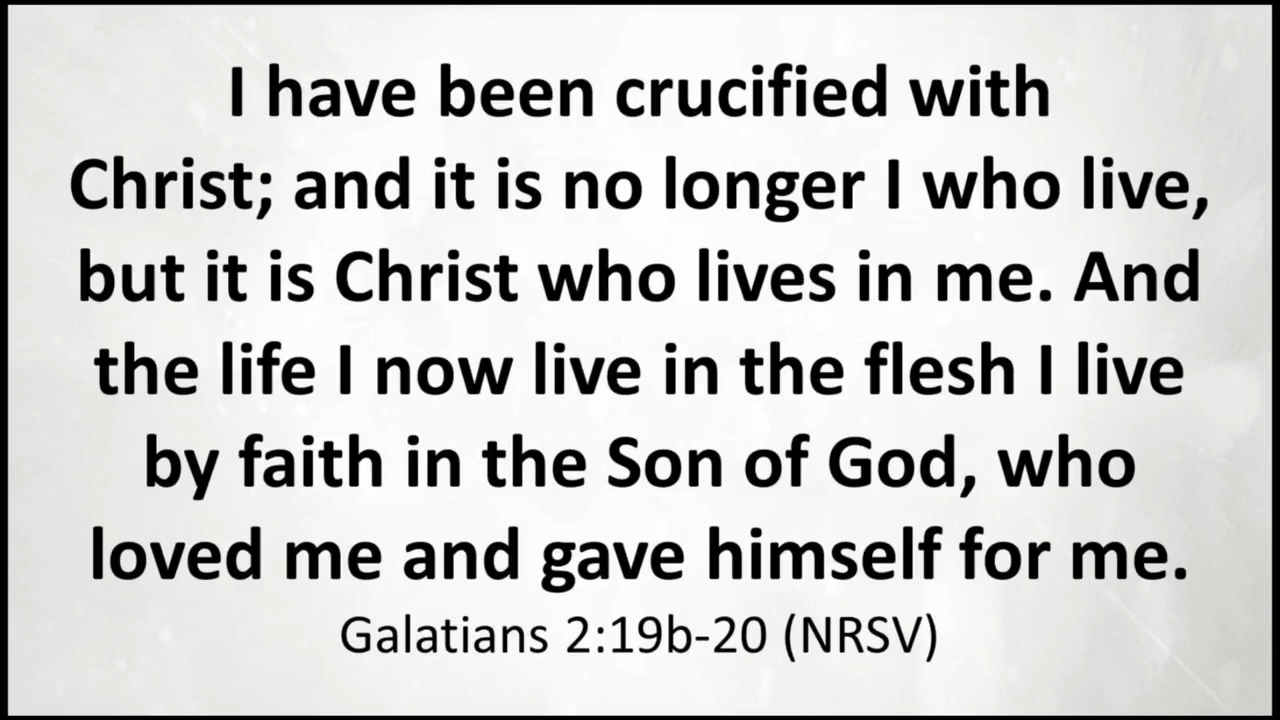 I have been crucified with
Christ; and it is no longer I who live,
but it is Christ who lives in me. And
the life I now live in the flesh I live
by faith in the Son of God, who
loved me and gave himself for me.
Galatians 2:19b-20 (NRSV)